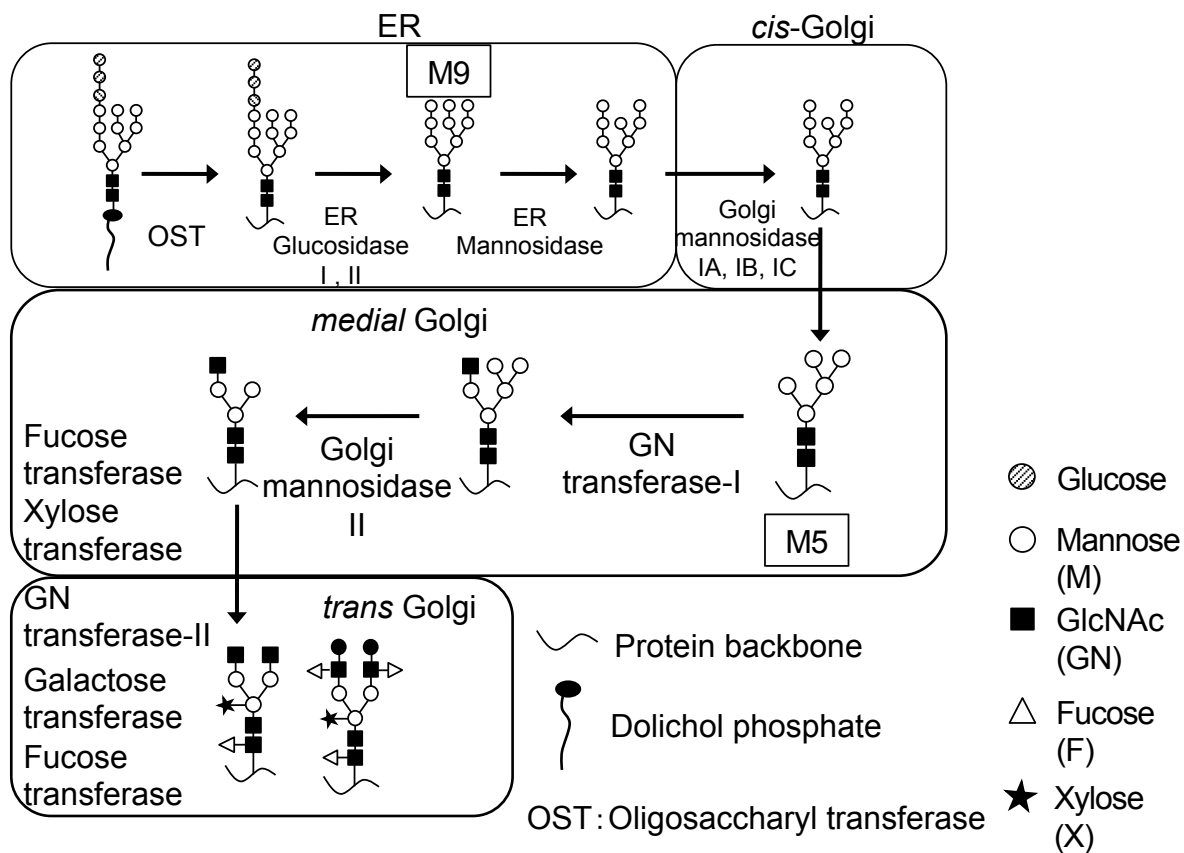 ER
cis-Golgi
M9
OST
ER
Glucosidase
I , II
ER
Mannosidase
Golgi
mannosidase
IA, IB, IC
medial Golgi
Fucose
transferase
Xylose
transferase
Golgi
mannosidase
II
GN
transferase-I
M5
GN
transferase-II
Galactose
transferase
Fucose
transferase
trans Golgi
Protein backbone
Dolichol phosphate
OST : Oligosaccharyl transferase
Glucose
Mannose
(M)
GlcNAc
(GN)
Fucose
(F)
Xylose
(X)